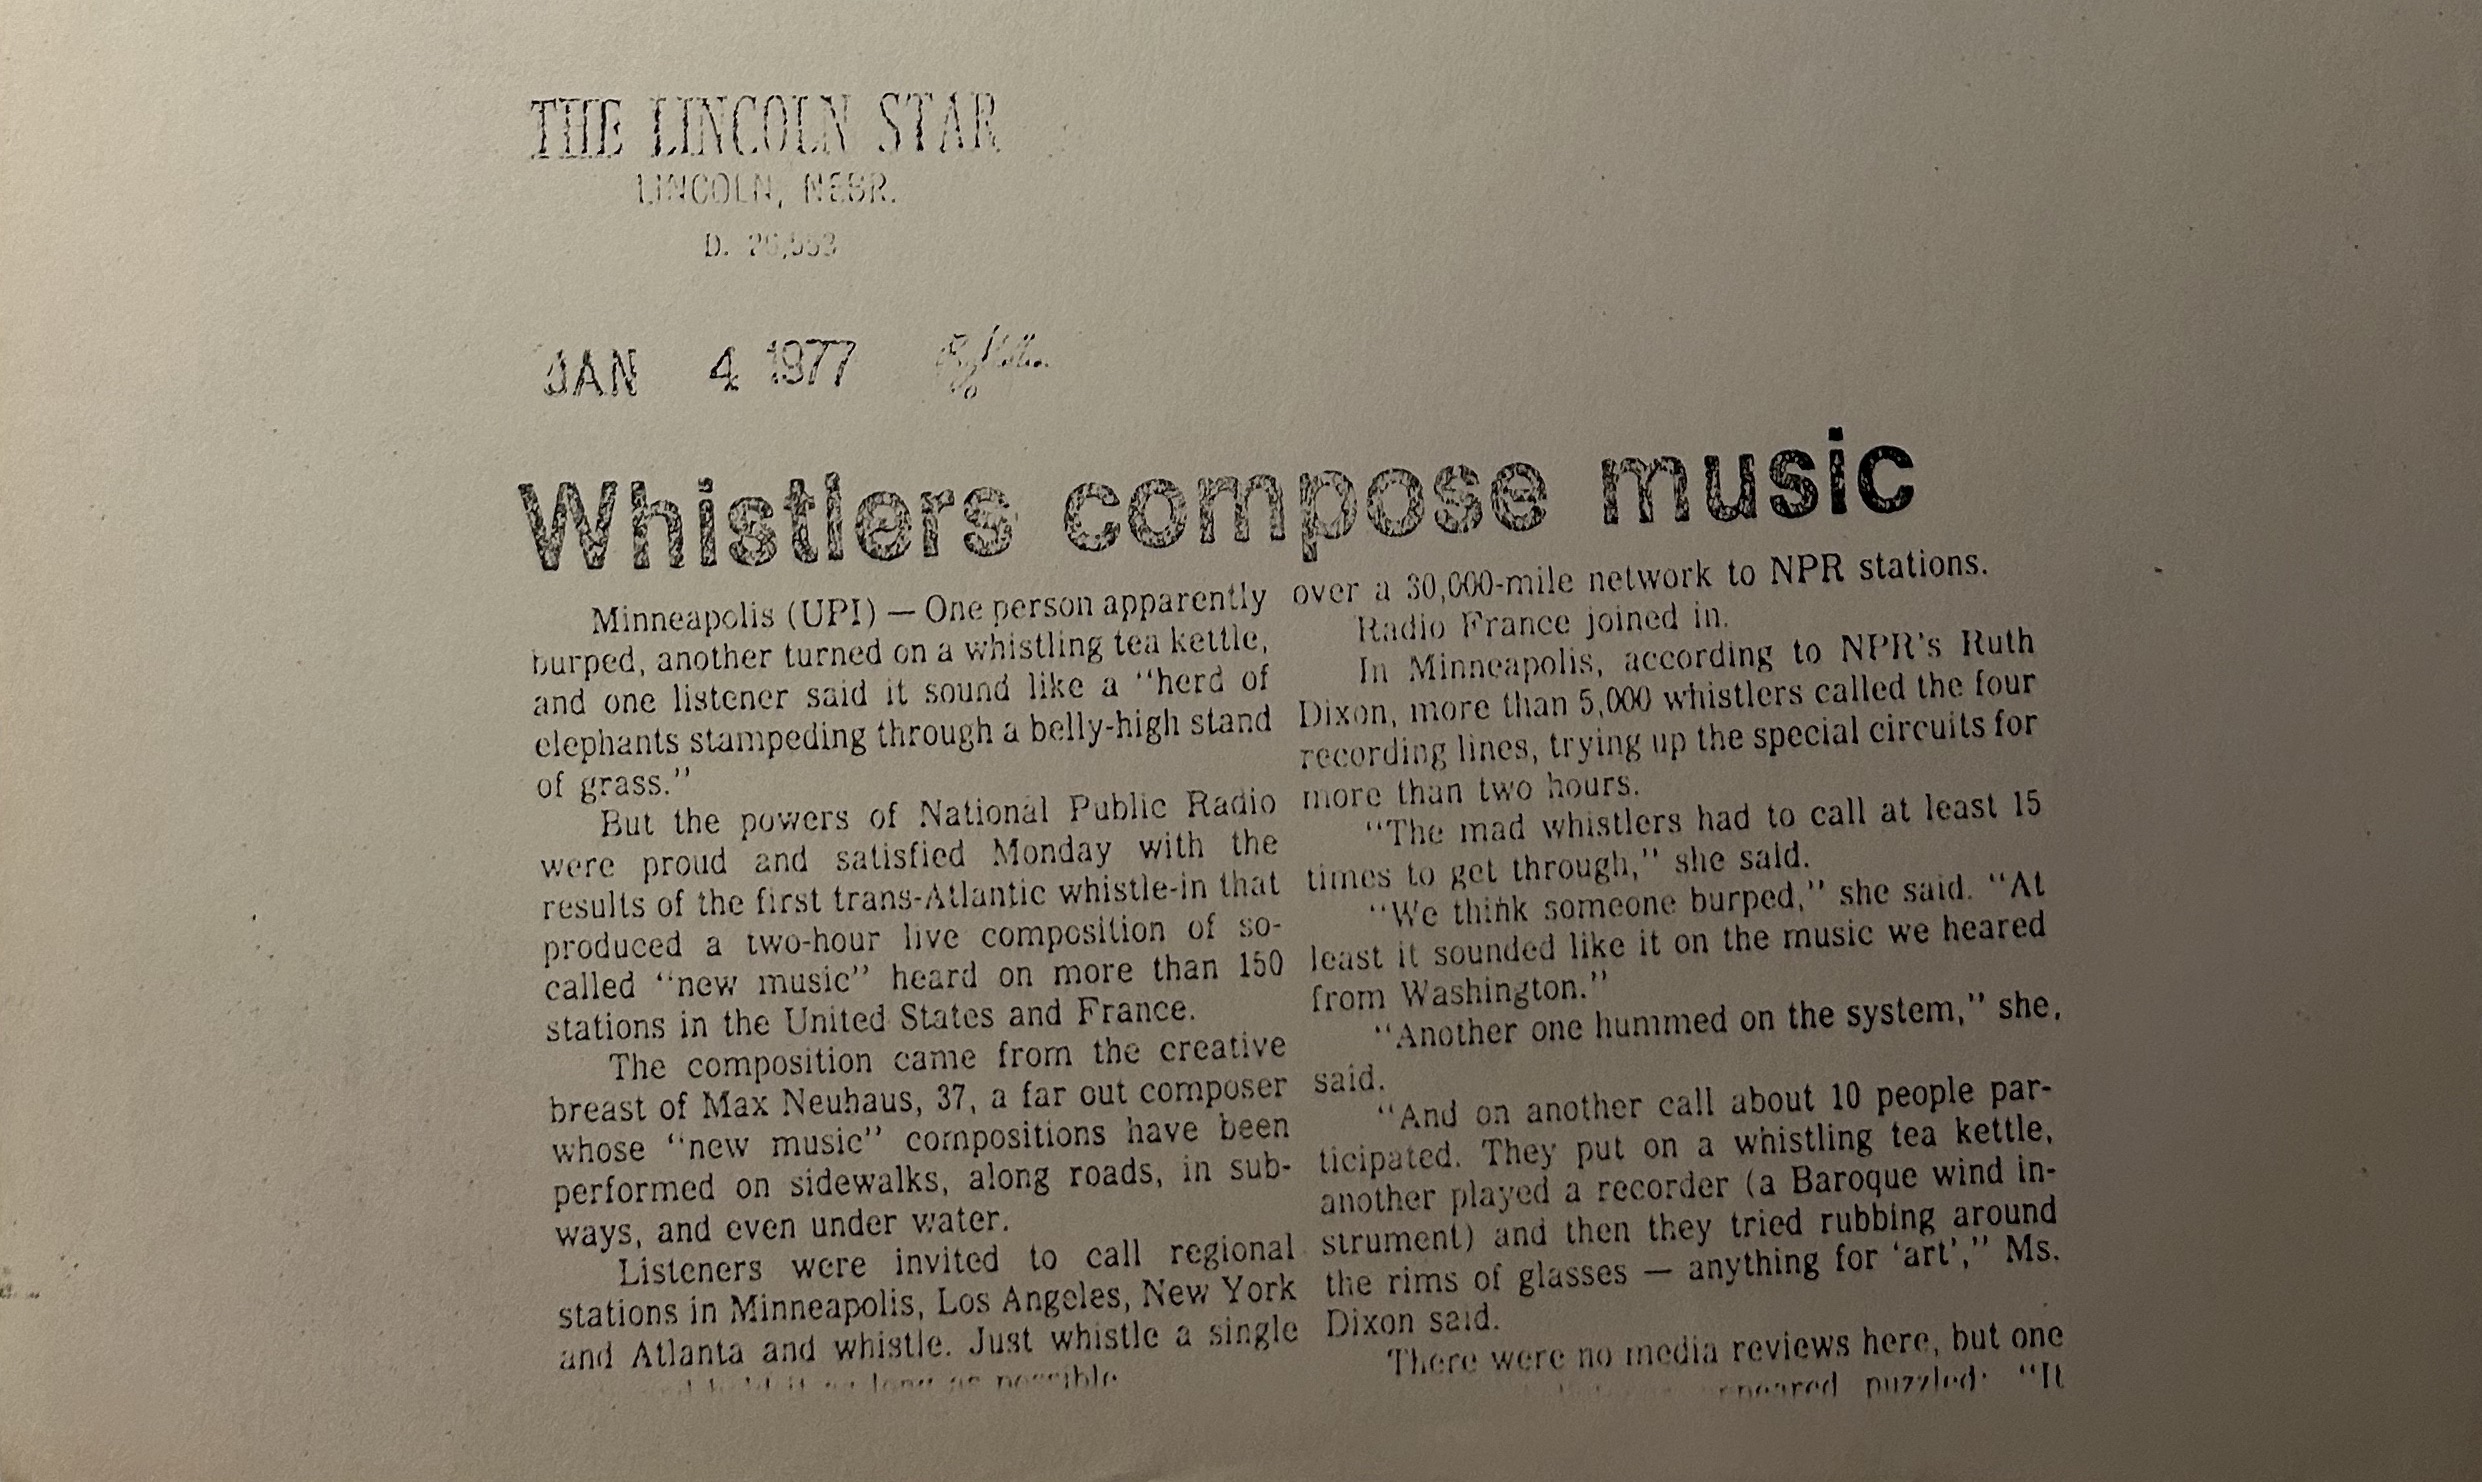 THE LINCOLN STAR
LINCOLN, NEBR.
D.
JAN 4 1977
Whistlers compose music
Minneapolis (UPI) — One person apparently
burped, another turned on a whistling tea kettle,
and one listener said it sound like a “herd of
elephants stampeding through a belly-high stand
of grass.”
But the powers of National Public Radio
were proud and satisfied Monday with the
results of the first trans-Atlantic whistle-in that
produced a two-hour live composition of so-
called “new music” heard on more than 150
stations in the United States and France.
The composition came from the creative
breast of Max Neuhaus, 37, a far out composer
whose “new music” compositions have been
performed on sidewalks, along roads, in sub-
ways, and even under water.
Listeners were invited to call regional
stations in Minneapolis, Los Angeles, New York
and Atlanta and whistle. Just whistle a single
as long as possible
over a 30,000-mile network to NPR stations.
Radio France joined in.
In Minneapolis, according to NPR's Ruth
Dixon, more than 5,000 whistlers called the four
recording lines, trying up the special circuits for
more than two hours.
“The mad whistlers had to call at least 15
times to get through,” she said.
“We think someone burped,” she said. “At
least it sounded like it on the music we heared
from Washington.”
“Another one hummed on the system,” she,
said.
“And on another call about 10 people par-
ticipated. They put on a whistling tea kettle,
another played a recorder (a Baroque wind in-
strument) and then they tried rubbing around
the rims of glasses — anything for ‘art’,” Ms.
Dixon said.
There were no media reviews here, but one
appeared puzzled: “It